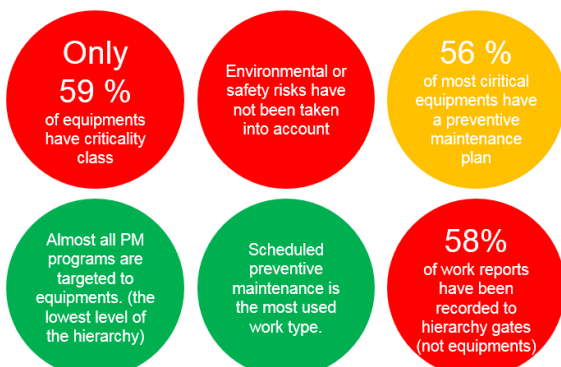 Only
59 %
of equipments
have criticality
class
Environmental or
safety risks have
not been taken
into account
56 %
of most ciritical
equipments have
a preventive
maintenance
plan
Almost all PM
programs are
targeted to
equipments. (the
lowest level of
the hierarchy)
Scheduled
preventive
maintenance is
the most used
work type.
58%
of work reports
have been
recorded to
hierarchy gates
(not equipments)